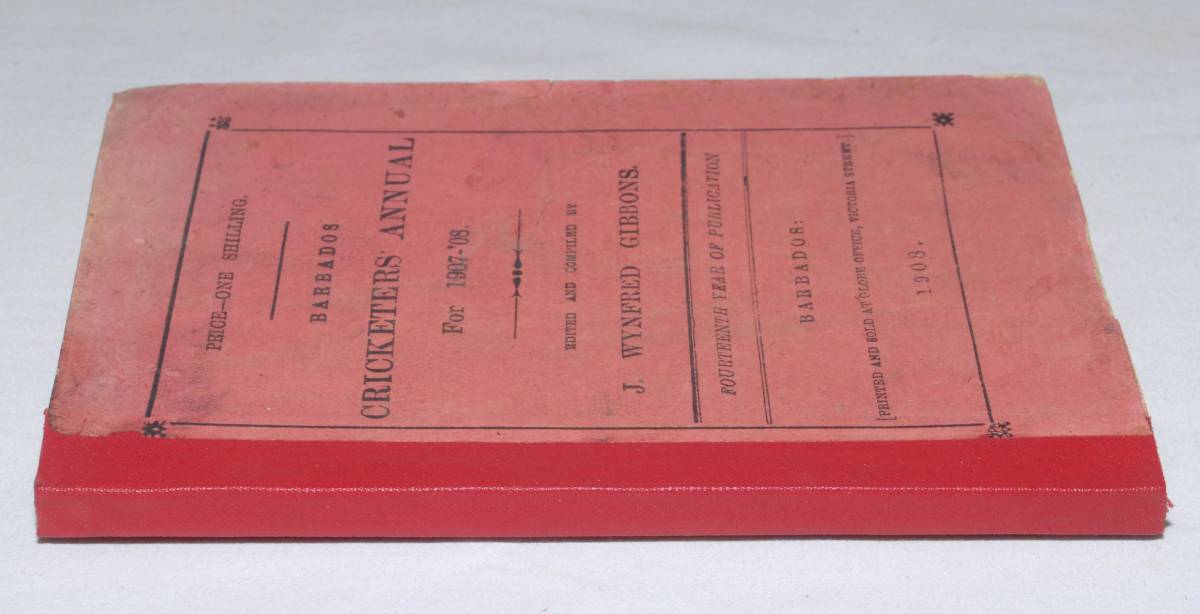 PRICE—ONE SHILLING.
BARBADOS
CRICKETERS' ANNUAL
For 1907-'08.
EDITED AND COMPILED BY
J. WYNFRED GIBBONS.
FOURTEENTH YEAR OF PUBLICATION
BARBADOS:
[PRINTED AND SOLD AT GLOBE OFFICE, VICTORIA STREET.]
1908.